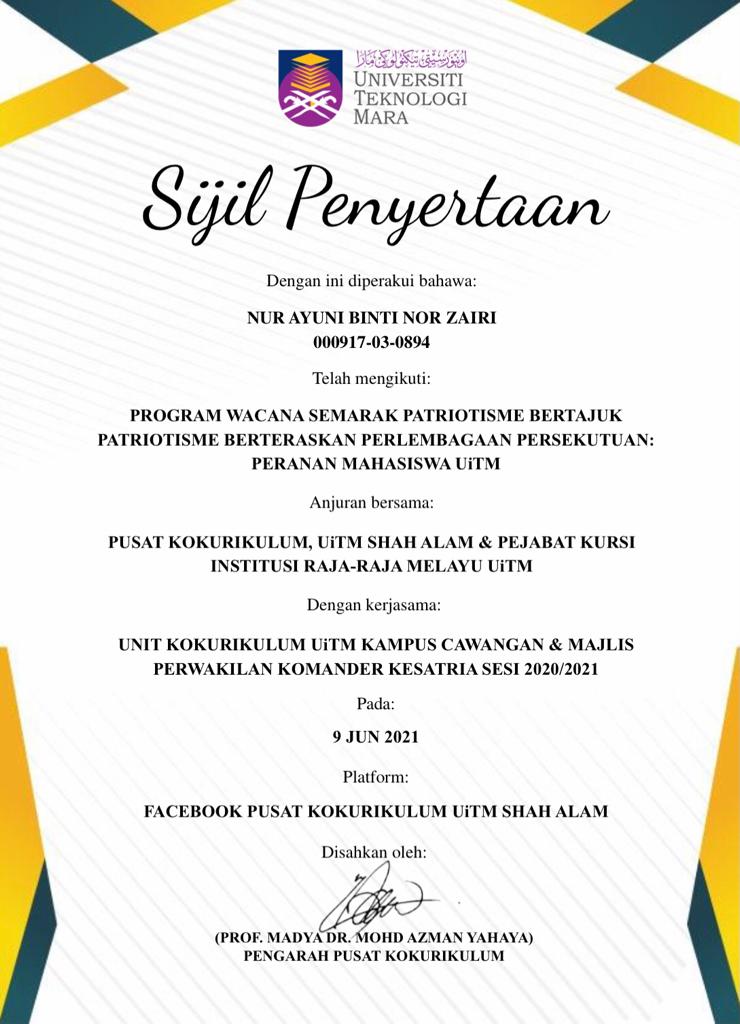 اونيۏرسيتي تيكنولوڬي مارا
UNIVERSITI
TEKNOLOGI
MARA
Sijil Penyertaan
Dengan ini diperakui bahawa:
NUR AYUNI BINTI NOR ZAIRI
000917-03-0894
Telah mengikuti:
PROGRAM WACANA SEMARAK PATRIOTISME BERTAJUK
PATRIOTISME BERTERASKAN PERLEMBAGAAN PERSEKUTUAN:
PERANAN MAHASISWA UiTM
Anjuran bersama:
PUSAT KOKURIKULUM, UiTM SHAH ALAM & PEJABAT KURSI
INSTITUSI RAJA-RAJA MELAYU UiTM
Dengan kerjasama:
UNIT KOKURIKULUM UiTM KAMPUS CAWANGAN & MAJLIS
PERWAKILAN KOMANDER KESATRIA SESI 2020/2021
Pada:
9 JUN 2021
Platform:
FACEBOOK PUSAT KOKURIKULUM UiTM SHAH ALAM
Disahkan oleh:
(PROF. MADYA DR. MOHD AZMAN YAHAYA)
PENGARAH PUSAT KOKURIKULUM